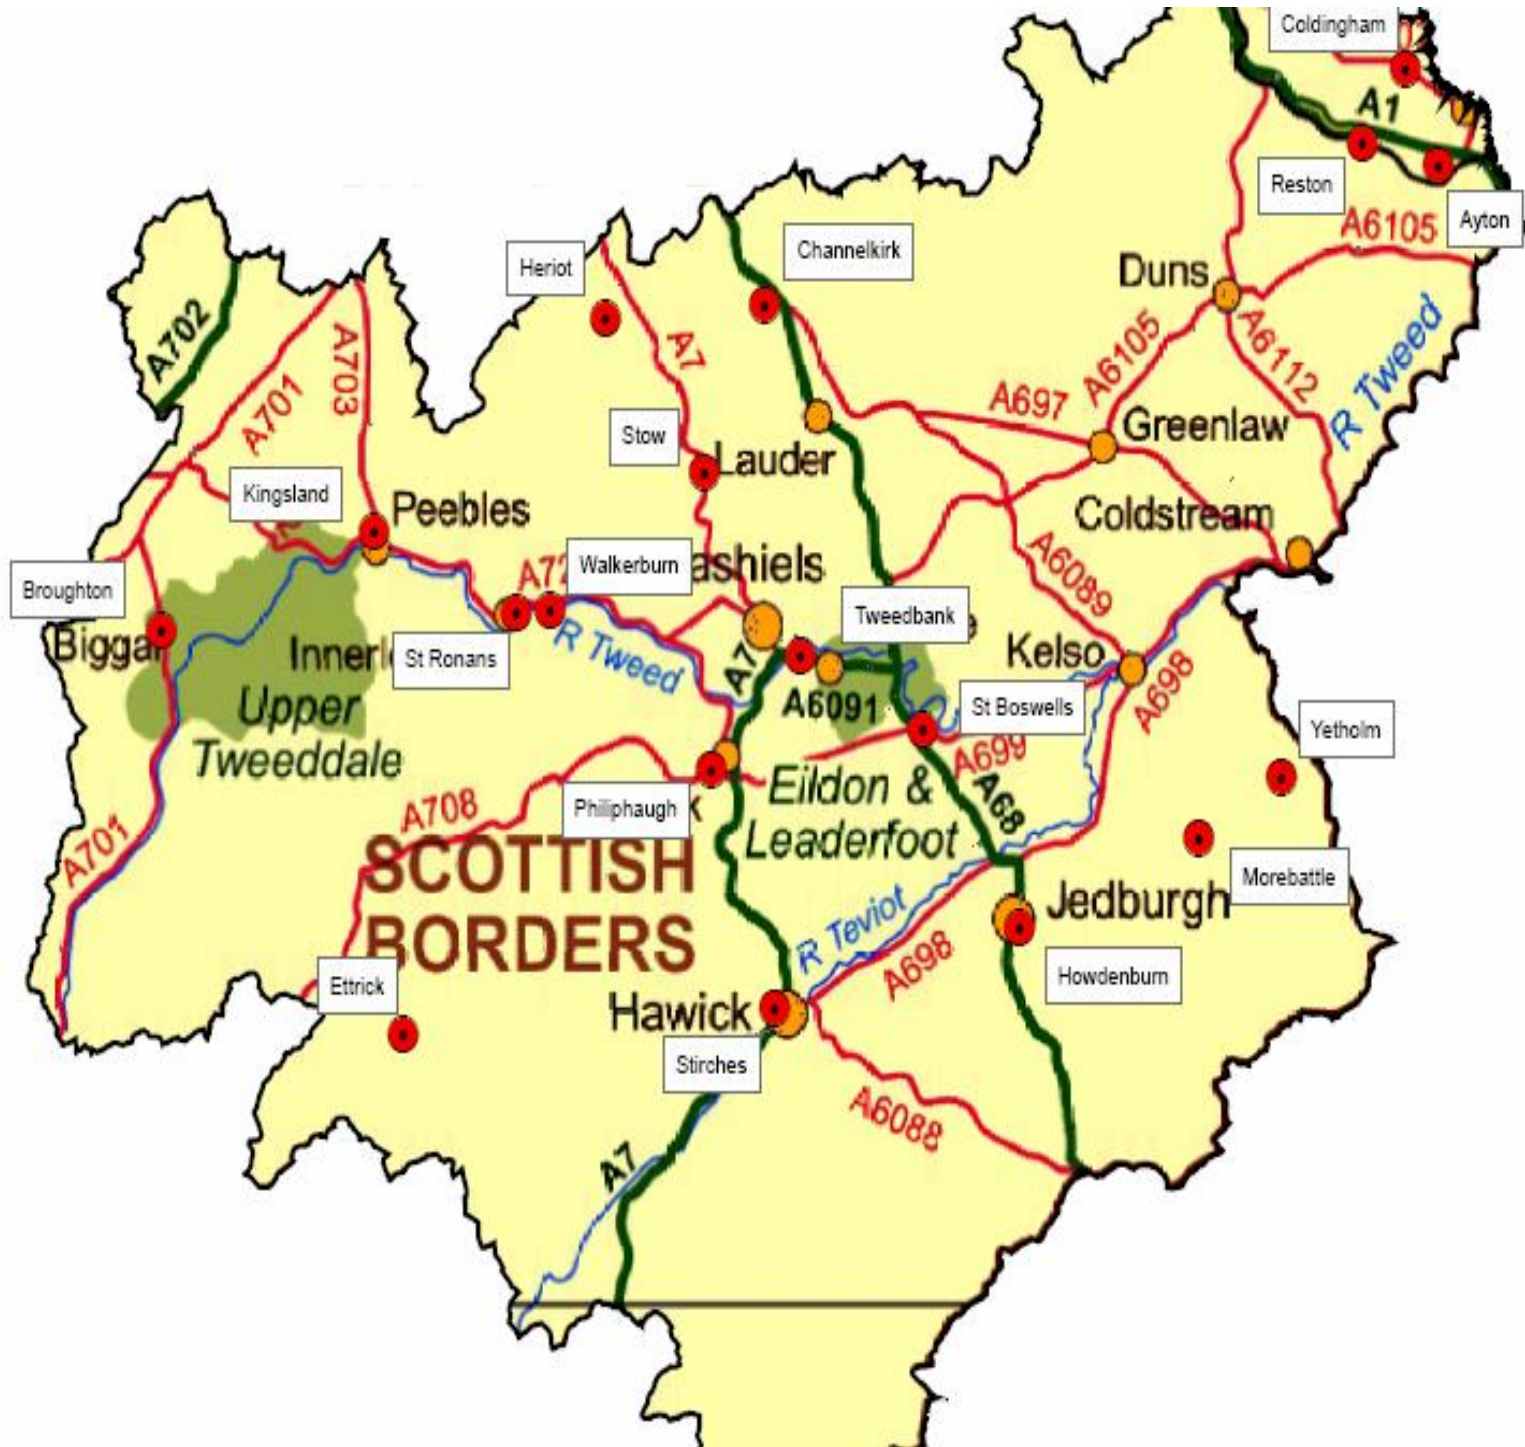 Coldingham
A1
Reston
Ayton
A6105
Channelkirk
Heriot
Duns
A702
A703
A701
A7
A6105
A6112
R Tweed
A697
Greenlaw
Stow
Lauder
Kingsland
Peebles
Coldstream
Walkerburn
ashiels
A72
A6089
Broughton
Tweedbank
e
Biggar
Innerl
St Ronans
R Tweed
A7
Kelso
A698
A6091
St Boswells
Upper
Tweeddale
A699
Yetholm
Eildon &
Leaderfoot
A68
Philiphaugh
k
A708
A701
SCOTTISH
BORDERS
Morebattle
Jedburgh
R Teviot
A698
Howdenburn
Ettrick
Hawick
Stirches
A6088
A7